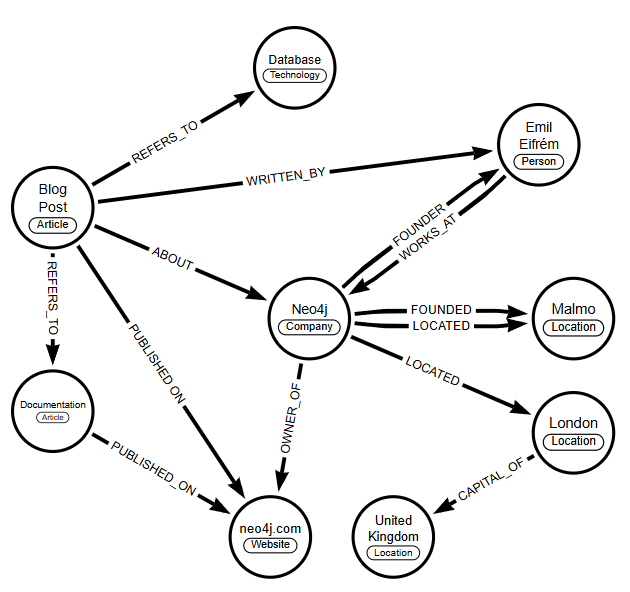 Database
Technology
REFERS_TO
Emil
Eifrém
Person
WRITTEN_BY
Blog
Post
Article
FOUNDER
WORKS_AT
ABOUT
REFERS_TO
Neo4j
Company
FOUNDED
LOCATED
Malmo
Location
PUBLISHED ON
LOCATED
OWNER_OF
Documentation
Article
London
Location
PUBLISHED_ON
CAPITAL_OF
neo4j.com
Website
United
Kingdom
Location